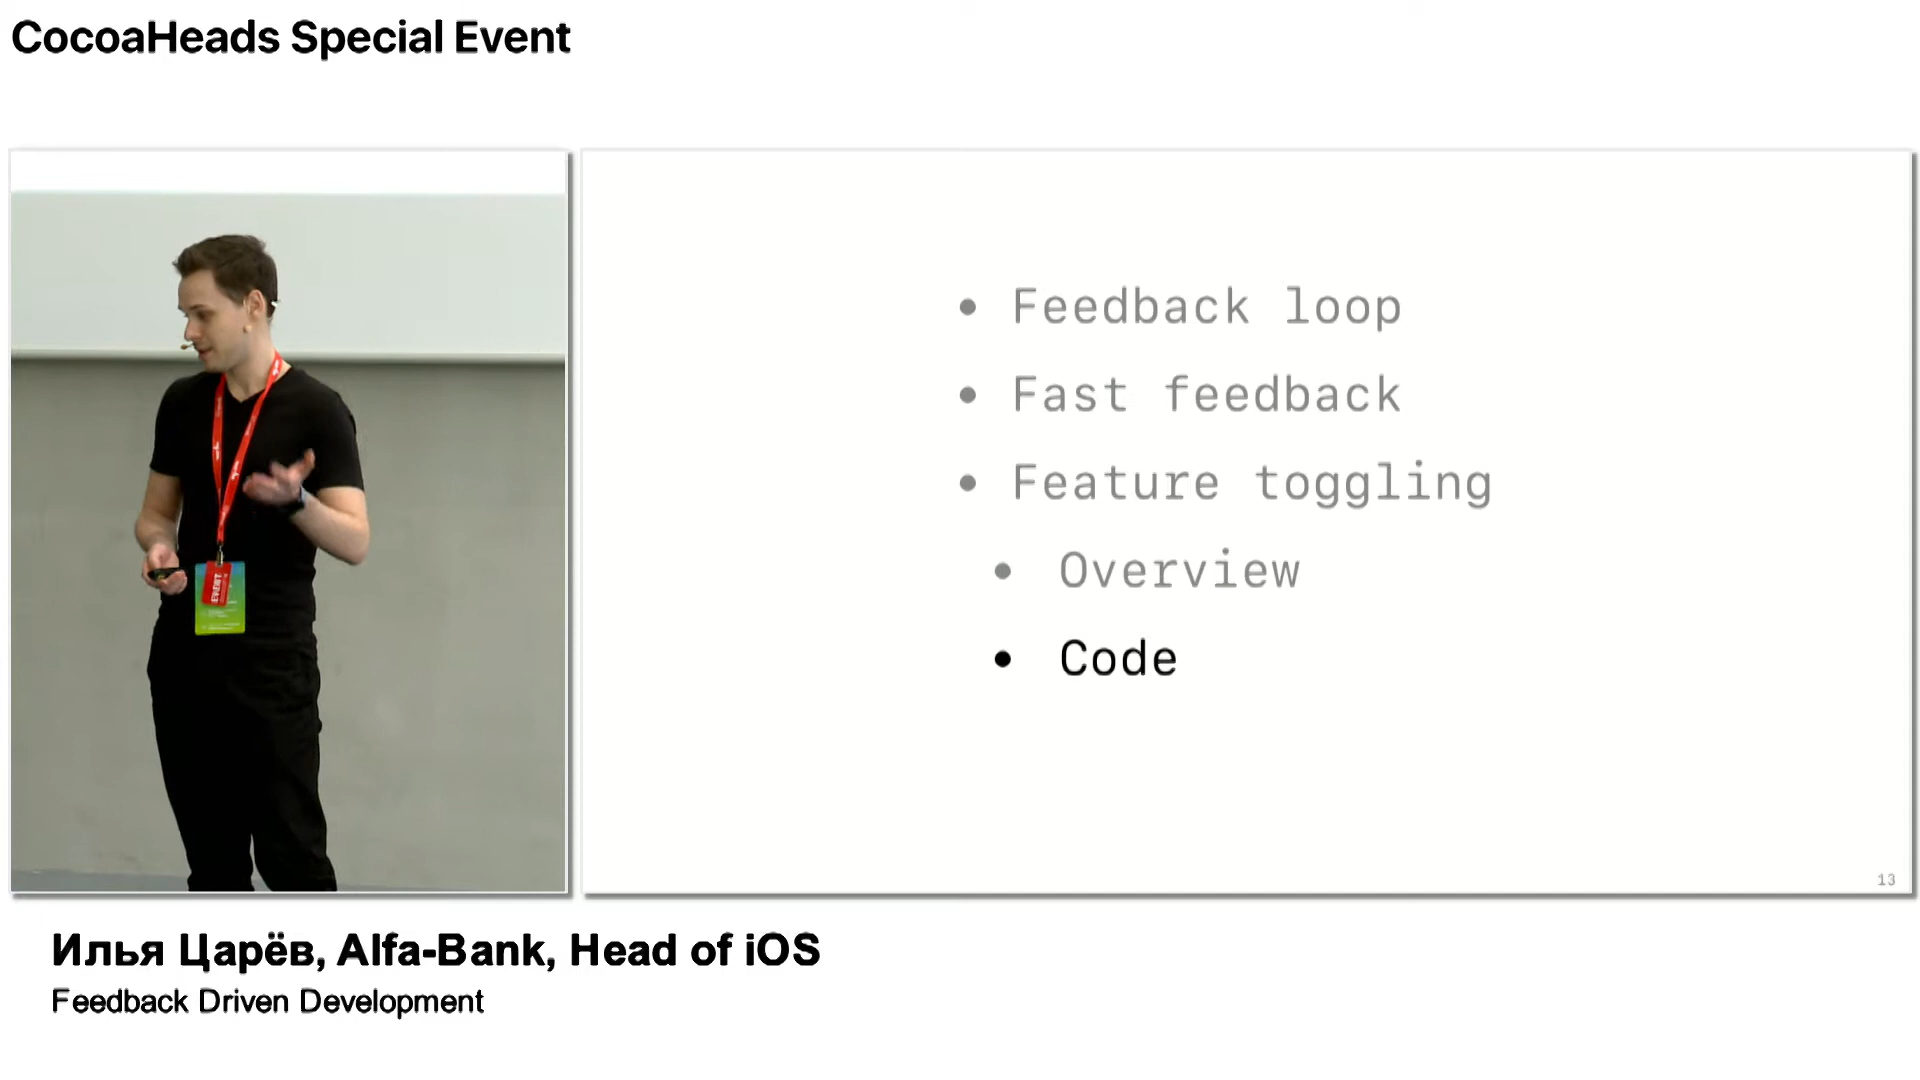 CocoaHeads Special Event
• Feedback loop
• Fast feedback
• Feature toggling
• Overview
• Code
13
EVENT
Илья Царёв, Alfa-Bank, Head of iOS
Feedback Driven Development